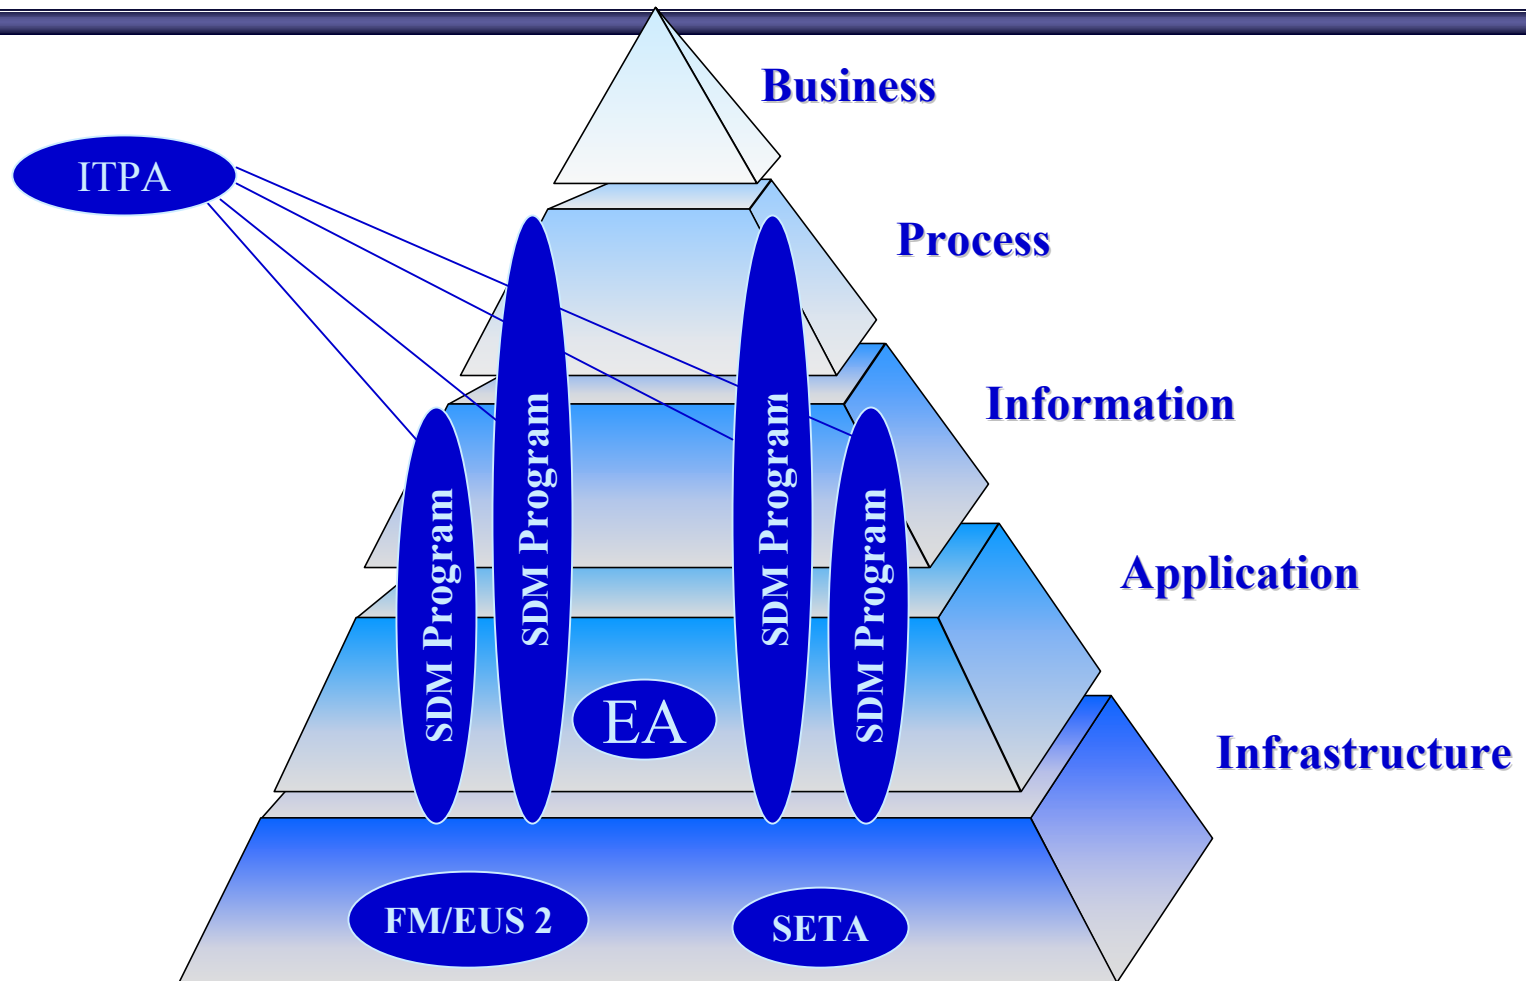 Business
ITPA
Process
Information
SDM Program
SDM Program
SDM Program
SDM Program
Application
EA
Infrastructure
FM/EUS 2
SETA